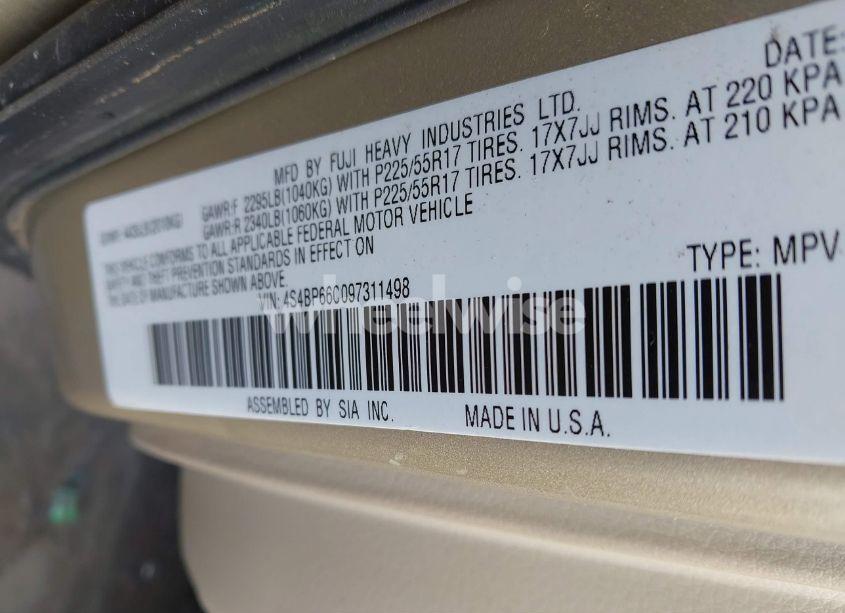 DATE:
MFD BY FUJI HEAVY INDUSTRIES LTD.
GAWR:F 2295LB(1040KG) WITH P225/55R17 TIRES. 17X7JJ RIMS. AT 220 KPA
GAWR:R 2340LB(1060KG) WITH P225/55R17 TIRES. 17X7JJ RIMS. AT 210 KPA
THIS VEHICLE CONFORMS TO ALL APPLICABLE FEDERAL MOTOR VEHICLE
SAFETY AND THEFT PREVENTION STANDARDS IN EFFECT ON
THE DATE OF MANUFACTURE SHOWN ABOVE.
VIN: 4S4BP66C097311498
TYPE: MPV
wheelwise
ASSEMBLED BY SIA INC.
MADE IN U.S.A.